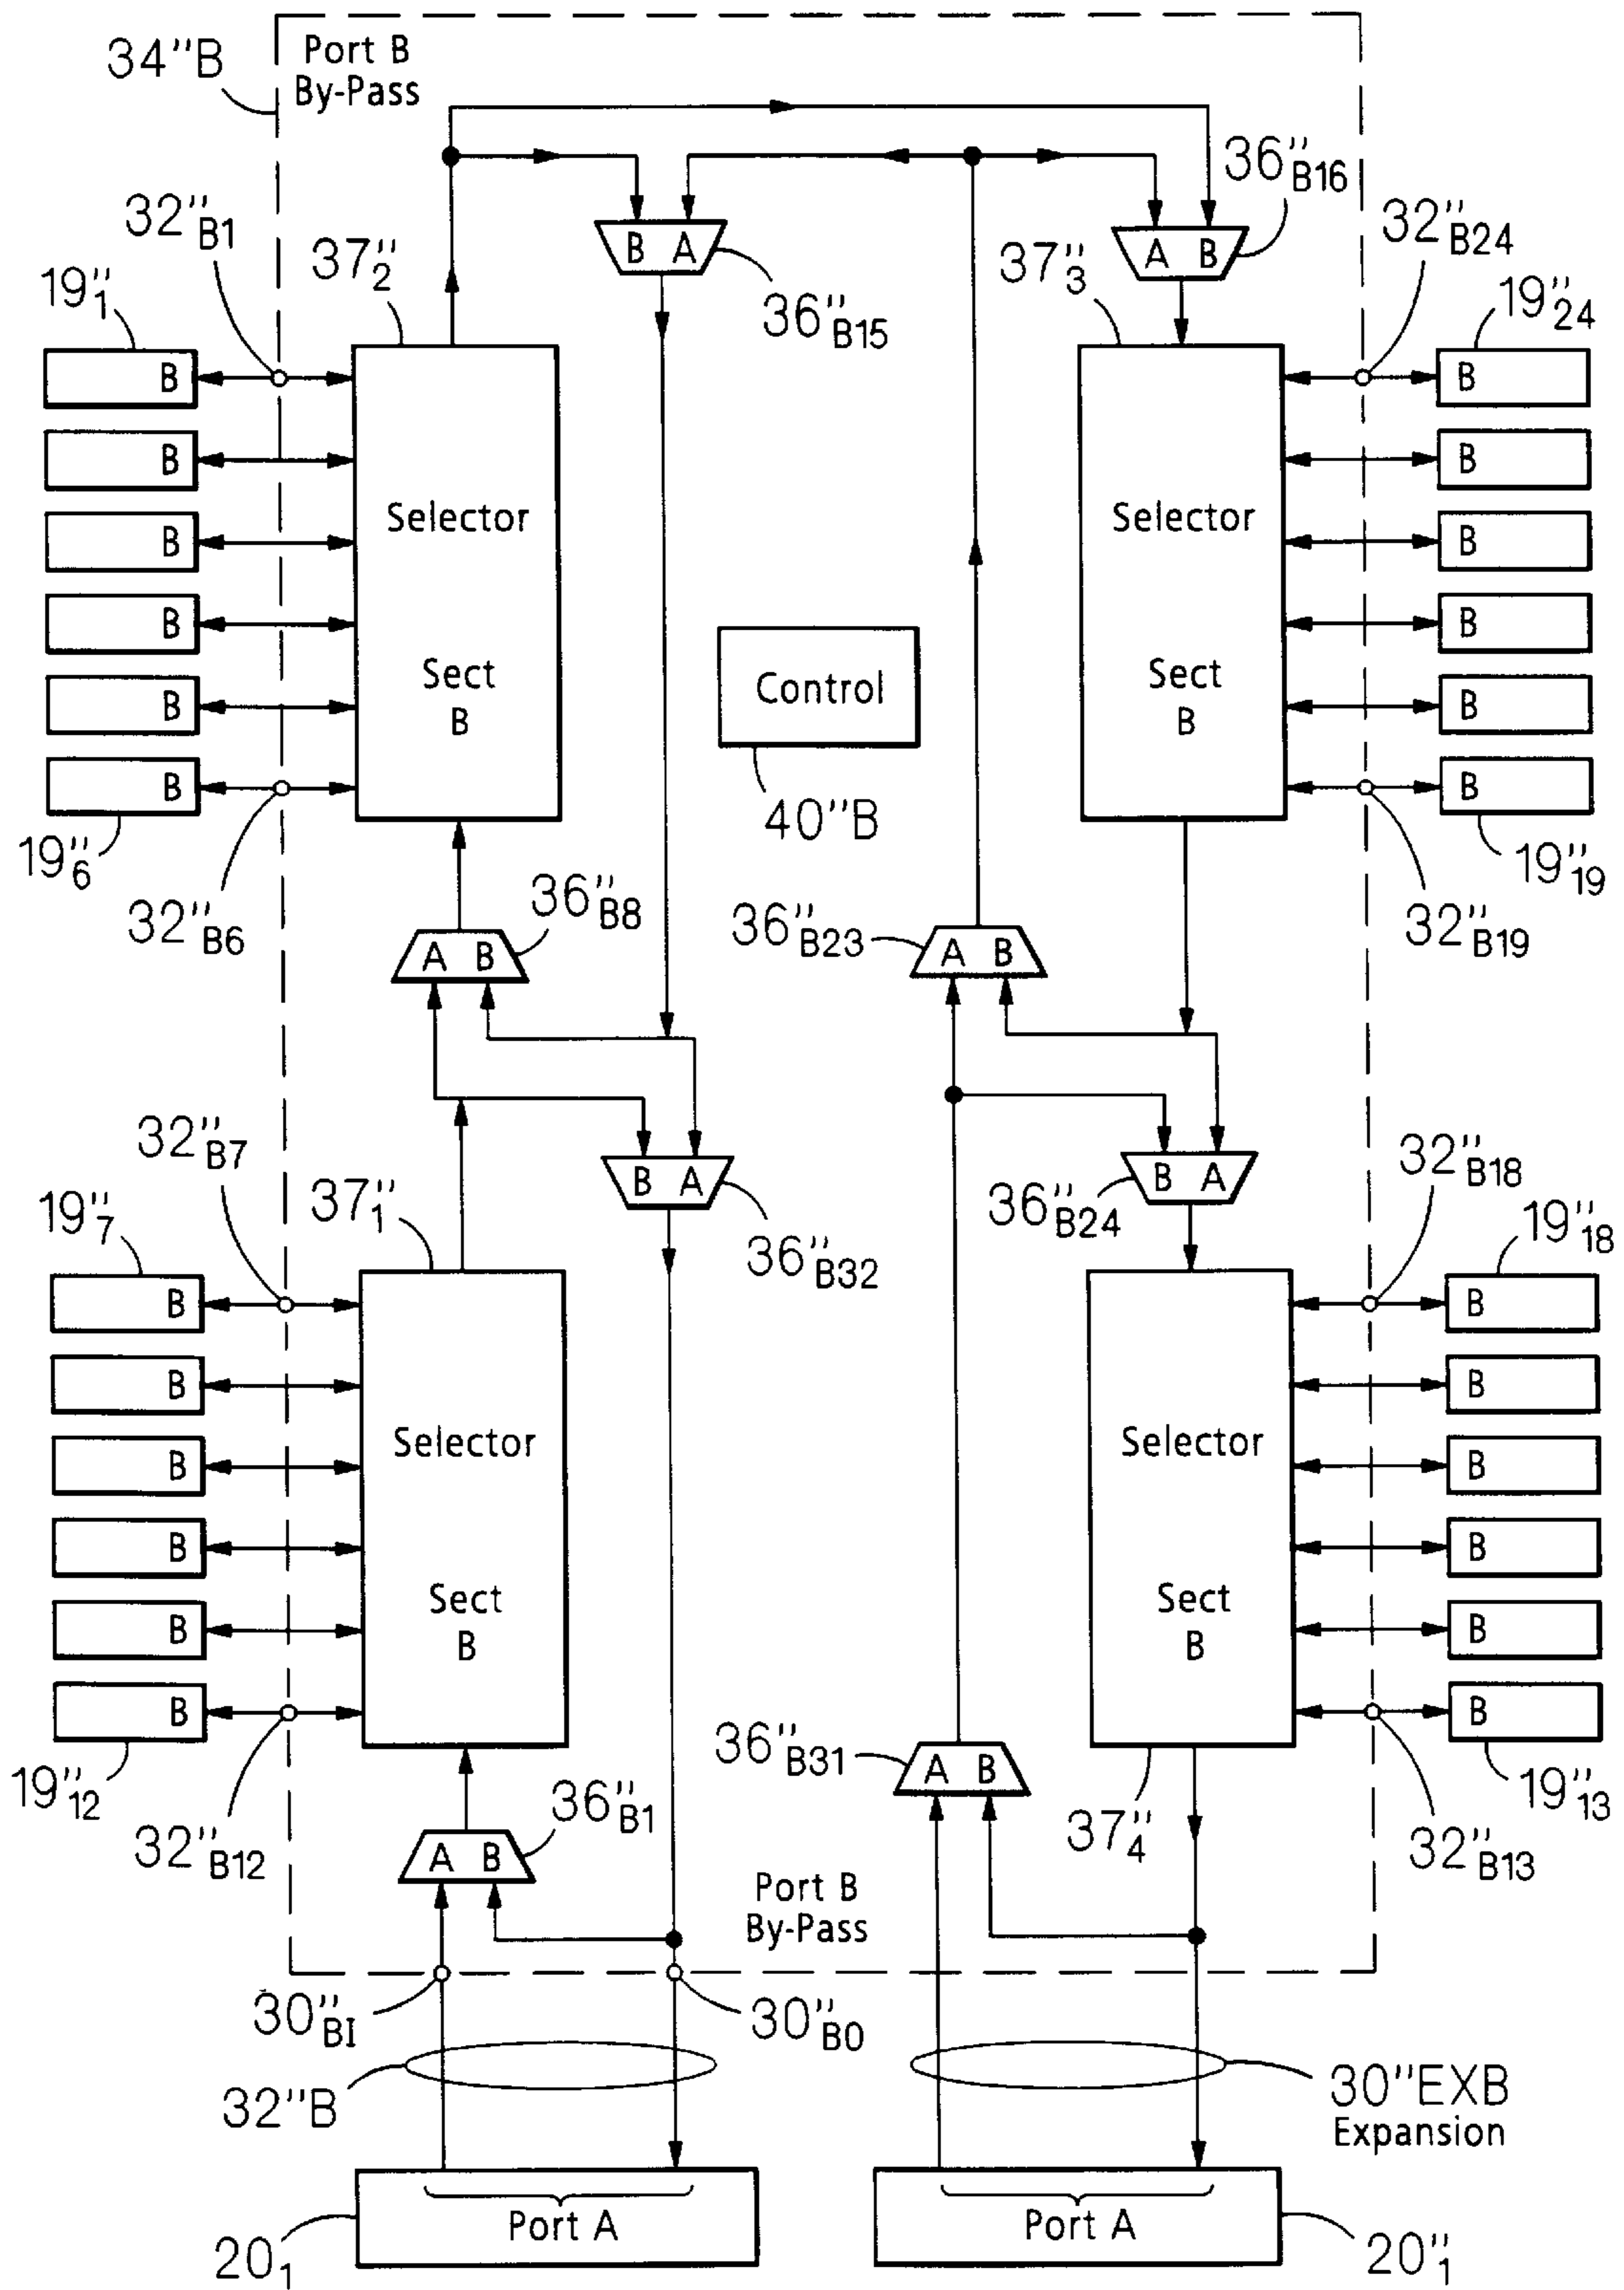 34"B
Port B
By-Pass
36"B16
32"B1
32"B24
37"2
B A
A B
37"3
19"1
36"B15
19"24
B
B
B
B
Selector
Selector
B
B
B
B
Sect
B
Control
Sect
B
B
B
B
B
40"B
19"6
36"B8
19"19
32"B6
36"B23
32"B19
A B
A B
32"B7
32"B18
B A
B A
19"7
37"1
36"B24
19"18
36"B32
B
B
B
B
Selector
Selector
B
B
B
B
Sect
B
Sect
B
B
B
B
B
36"B31
A B
19"12
36"B1
37"4
19"13
32"B12
A B
32"B13
Port B
By-Pass
30"BI
30"B0
32"B
30"EXB
Expansion
Port A
Port A
201
20"1